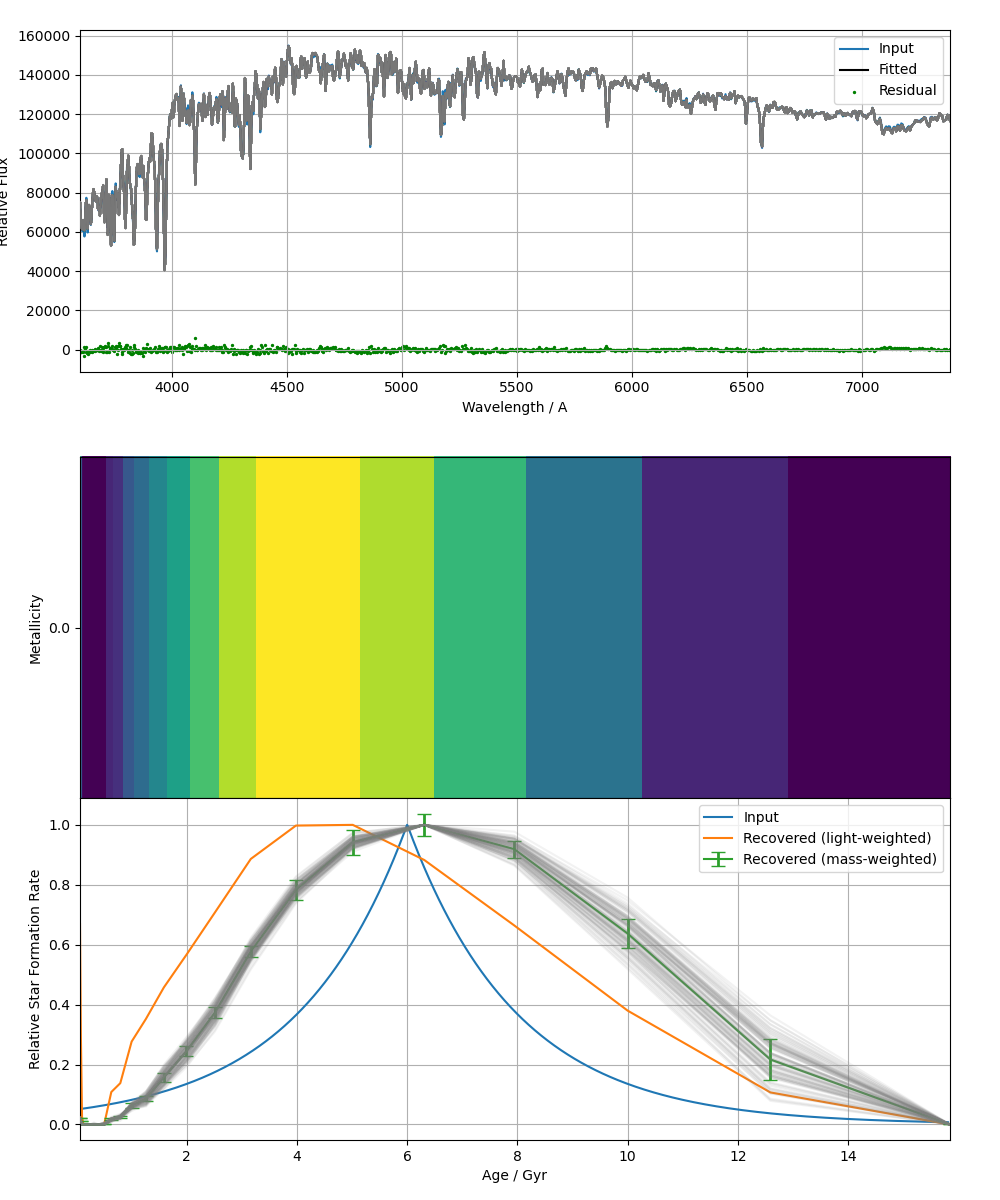 160000
140000
120000
100000
80000
60000
40000
20000
0
Relative Flux
Input
Fitted
Residual
4000 4500 5000 5500 6000 6500 7000
Wavelength / A
Metallicity
0.0
1.0
0.8
0.6
0.4
0.2
0.0
Relative Star Formation Rate
Input
Recovered (light-weighted)
Recovered (mass-weighted)
2 4 6 8 10 12 14
Age / Gyr